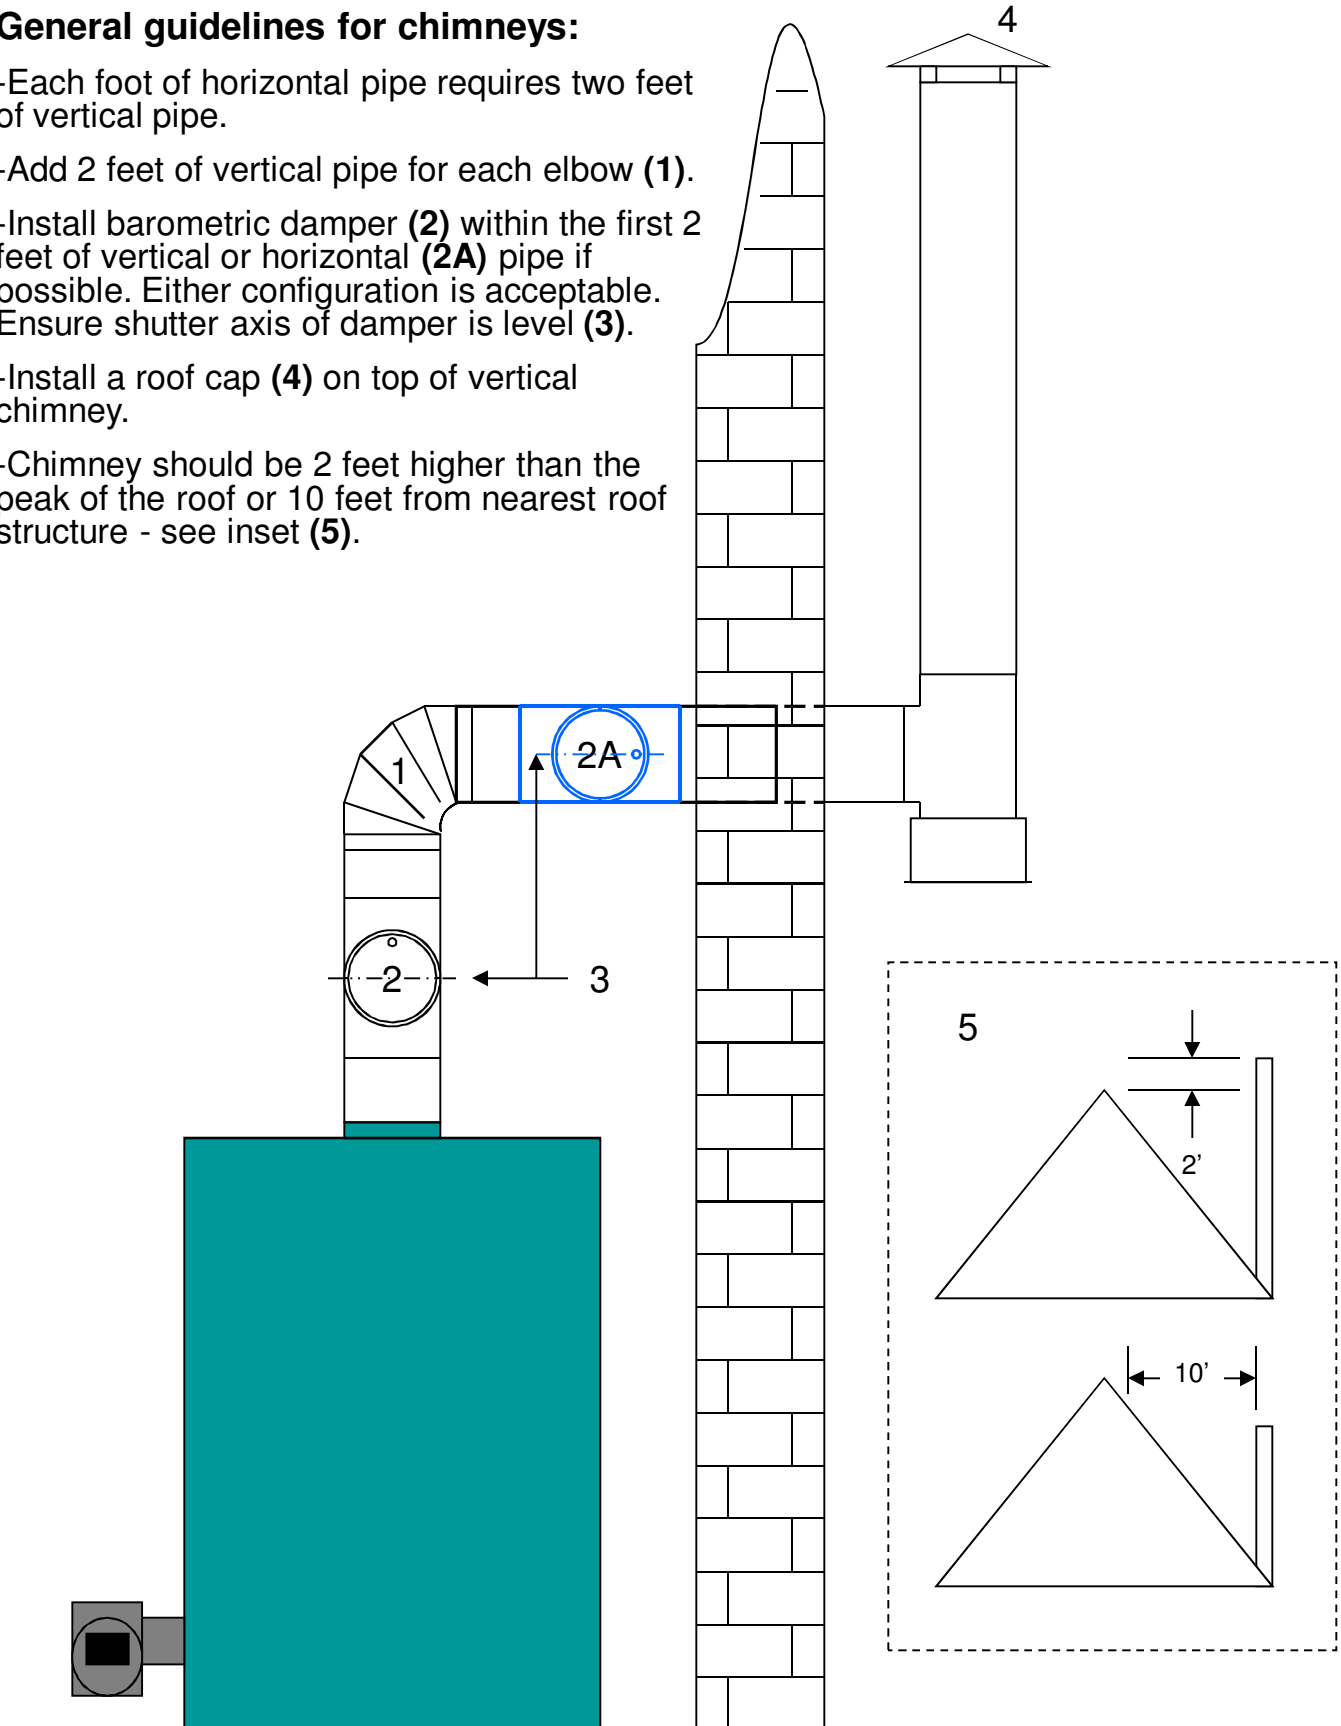 General guidelines for chimneys:
-Each foot of horizontal pipe requires two feet
of vertical pipe.
-Add 2 feet of vertical pipe for each elbow (1).
-Install barometric damper (2) within the first 2
feet of vertical or horizontal (2A) pipe if
possible. Either configuration is acceptable.
Ensure shutter axis of damper is level (3).
-Install a roof cap (4) on top of vertical
chimney.
-Chimney should be 2 feet higher than the
peak of the roof or 10 feet from nearest roof
structure - see inset (5).
4
1
2A
2
3
5
2’
10’